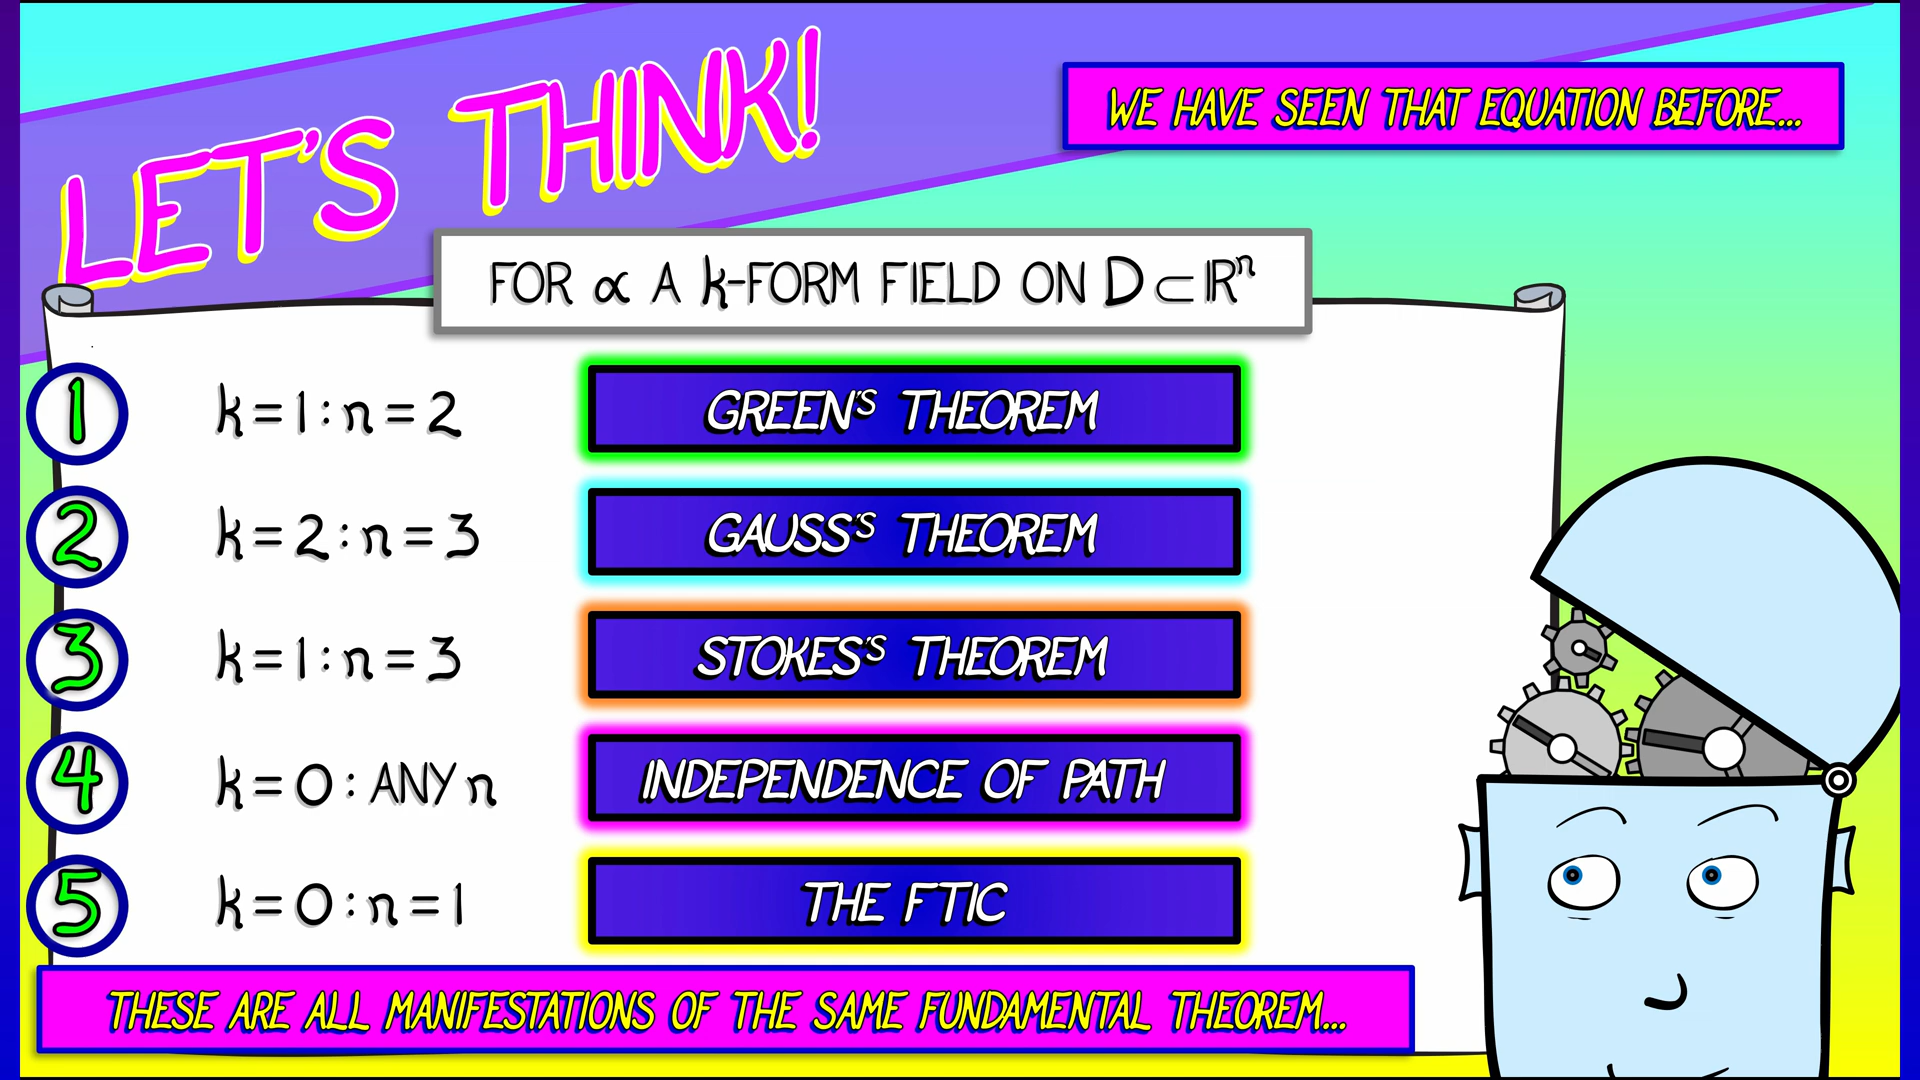 LET'S THINK!
WE HAVE SEEN THAT EQUATION BEFORE...
FOR α A k-FORM FIELD ON D⊂ℝⁿ
1 k=1:n=2 GREEN'S THEOREM
2 k=2:n=3 GAUSS'S THEOREM
3 k=1:n=3 STOKES'S THEOREM
4 k=0:ANY n INDEPENDENCE OF PATH
5 k=0:n=1 THE FTIC
THESE ARE ALL MANIFESTATIONS OF THE SAME FUNDAMENTAL THEOREM...